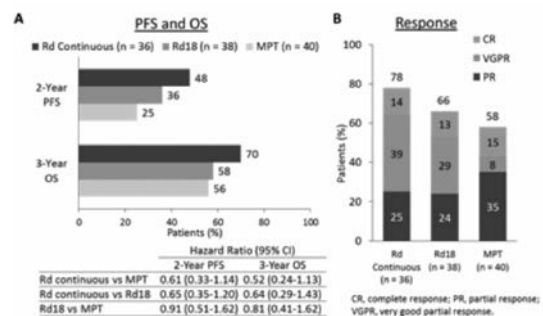 A
PFS and OS
Rd Continuous (n = 36) Rd18 (n = 38) MPT (n = 40)
2-Year PFS
48
36
25
3-Year OS
70
58
56
0 20 40 60 80 100
Patients (%)
Hazard Ratio (95% CI)
2-Year PFS 3-Year OS
Rd continuous vs MPT 0.61 (0.33-1.14) 0.52 (0.24-1.13)
Rd continuous vs Rd18 0.65 (0.35-1.20) 0.64 (0.29-1.43)
Rd18 vs MPT 0.91 (0.51-1.62) 0.81 (0.41-1.62)
B
Response
CR
VGPR
PR
Patients (%)
100
80
60
40
20
0
78
14
39
25
66
13
29
24
58
15
8
35
Rd Continuous (n = 36)
Rd18 (n = 38)
MPT (n = 40)
CR, complete response; PR, partial response;
VGPR, very good partial response.